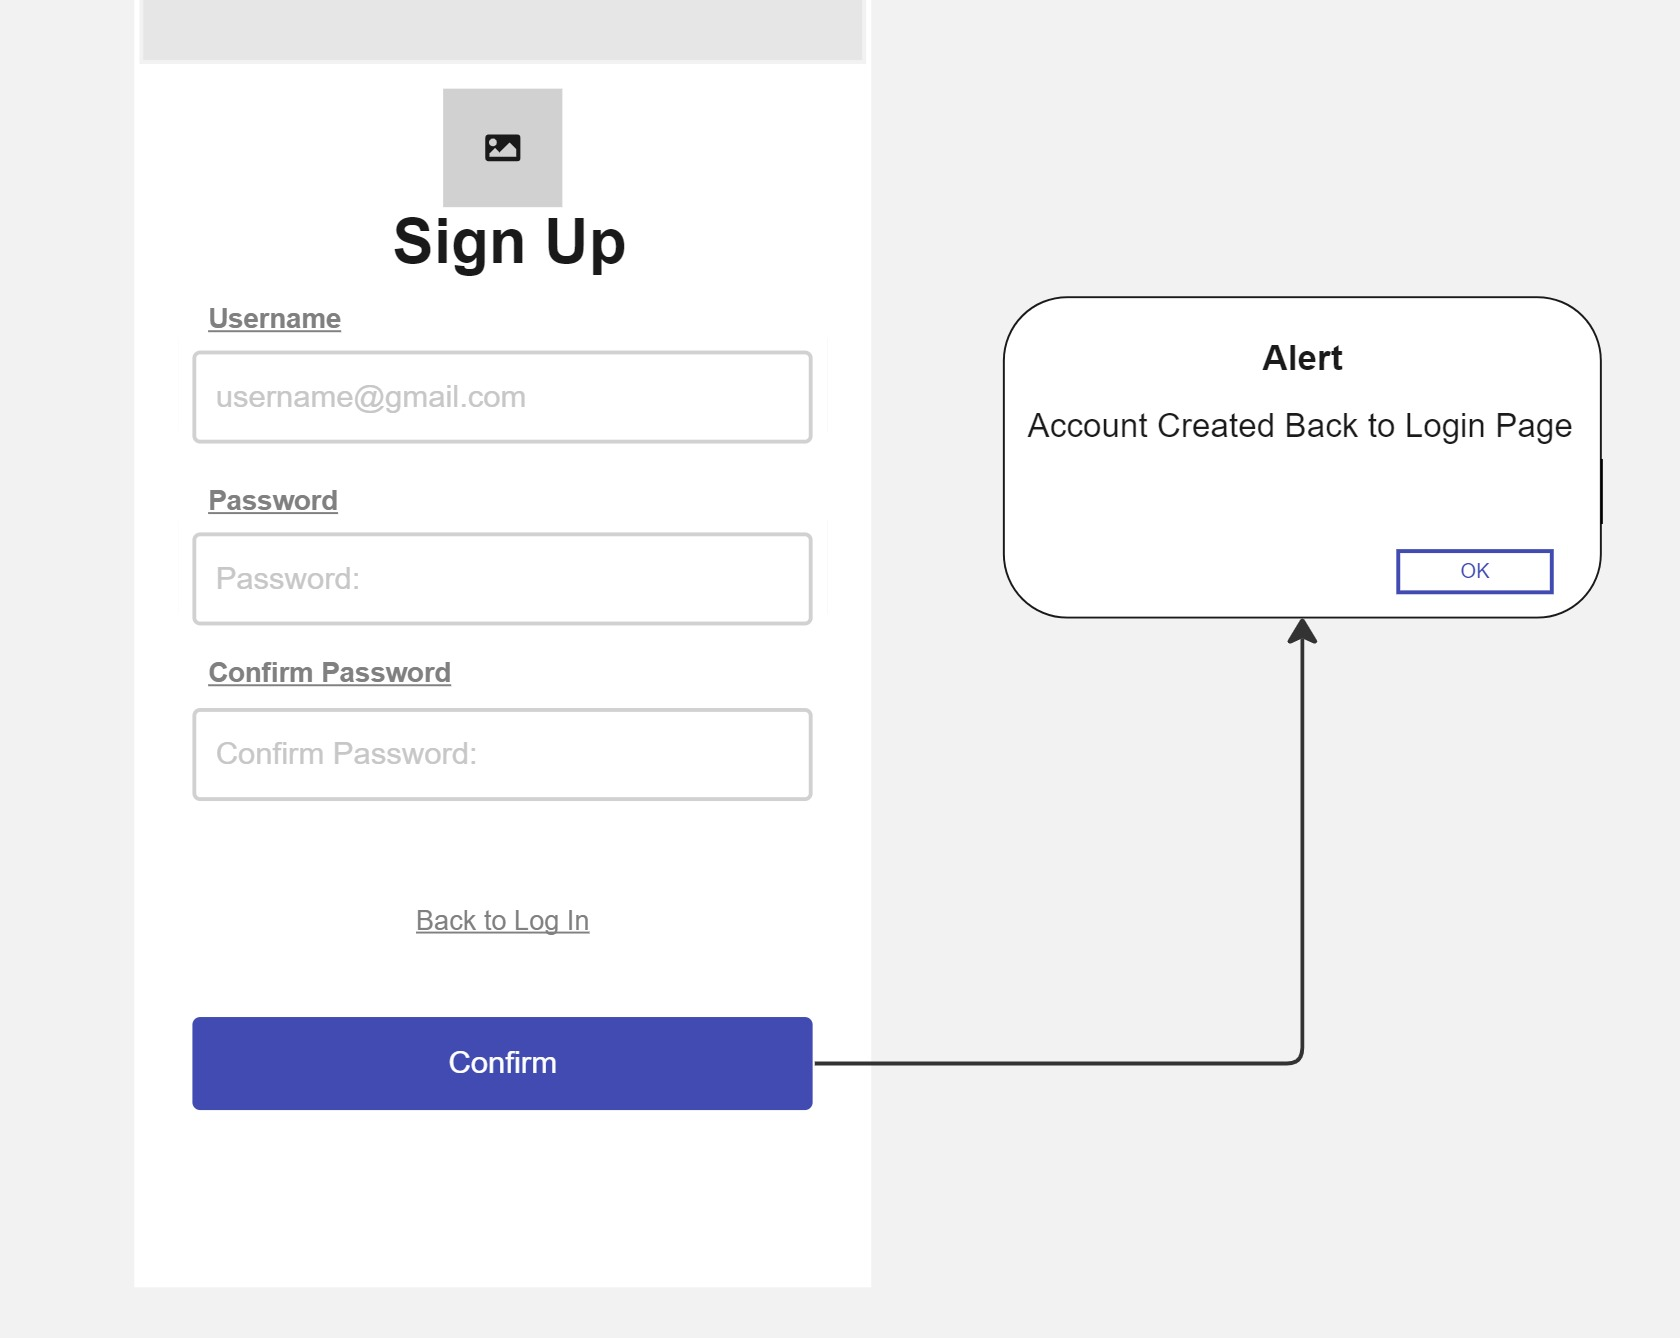 Sign Up
Username
username@gmail.com
Password
Password:
Confirm Password
Confirm Password:
Back to Log In
Confirm
Alert
Account Created Back to Login Page
OK